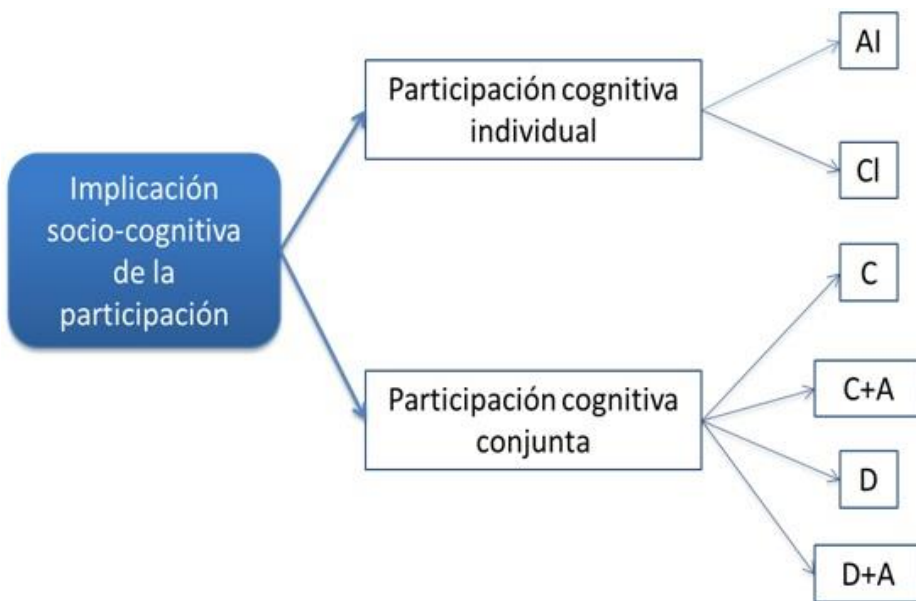 Implicación
socio-cognitiva
de la
participación
Participación cognitiva
individual
AI
CI
Participación cognitiva
conjunta
C
C+A
D
D+A